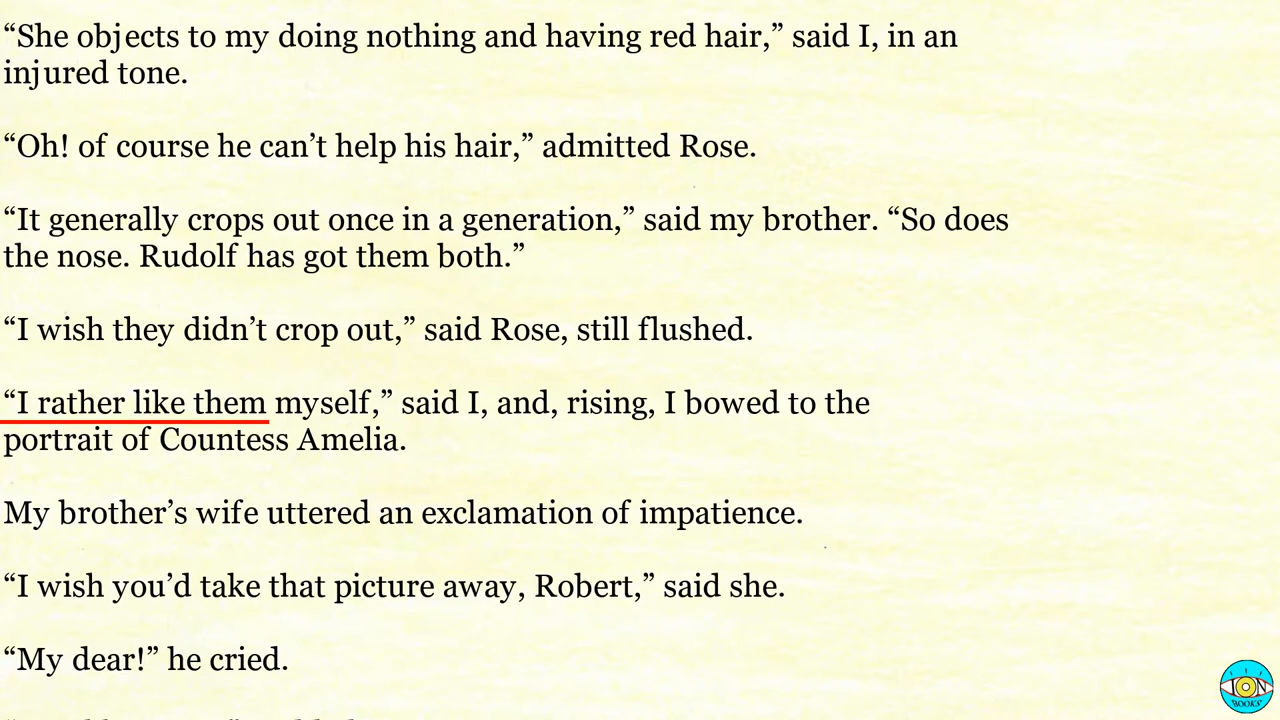 “She objects to my doing nothing and having red hair,” said I, in an
injured tone.
“Oh! of course he can’t help his hair,” admitted Rose.
“It generally crops out once in a generation,” said my brother. “So does
the nose. Rudolf has got them both.”
“I wish they didn’t crop out,” said Rose, still flushed.
“I rather like them myself,” said I, and, rising, I bowed to the
portrait of Countess Amelia.
My brother’s wife uttered an exclamation of impatience.
“I wish you’d take that picture away, Robert,” said she.
“My dear!” he cried.
ION
BOOKS